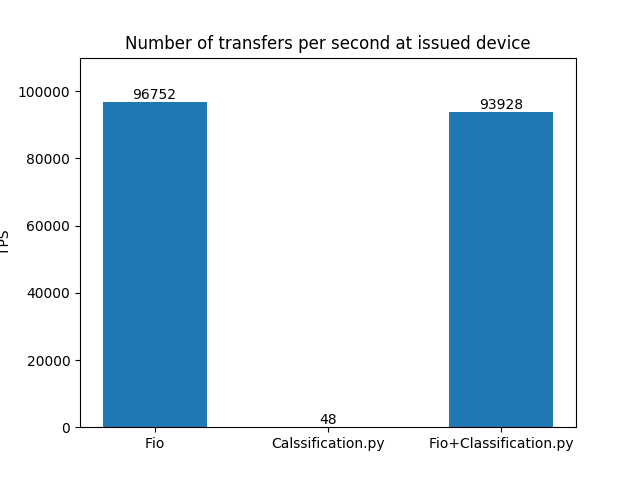 Number of transfers per second at issued device
TPS
100000
80000
60000
40000
20000
0
96752
48
93928
Fio
Calssification.py
Fio+Classification.py